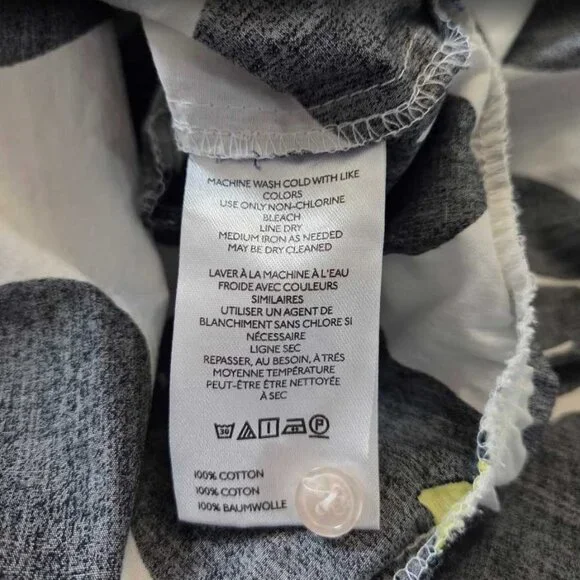 MACHINE WASH COLD WITH LIKE
COLORS
USE ONLY NON-CHLORINE
BLEACH
LINE DRY
MEDIUM IRON AS NEEDED
MAY BE DRY CLEANED
LAVER À LA MACHINE À L'EAU
FROIDE AVEC COULEURS
SIMILAIRES
UTILISER UN AGENT DE
BLANCHIMENT SANS CHLORE SI
NÉCESSAIRE
LIGNE SEC
REPASSER, AU BESOIN, À TRÉS
MOYENNE TEMPÉRATURE
PEUT-ÊTRE ÊTRE NETTOYÉE
À SEC
30 P
100% COTTON
100% COTON
100% BAUMWOLLE